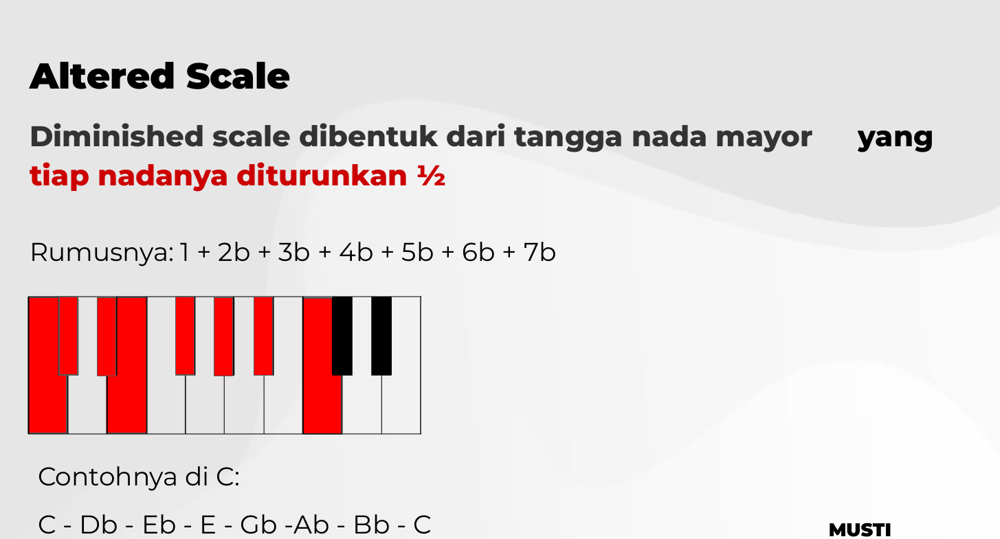 Altered Scale
Diminished scale dibentuk dari tangga nada mayor yang
tiap nadanya diturunkan ½
Rumusnya: 1 + 2b + 3b + 4b + 5b + 6b + 7b
Contohnya di C:
C - Db - Eb - E - Gb -Ab - Bb - C
MUSTI